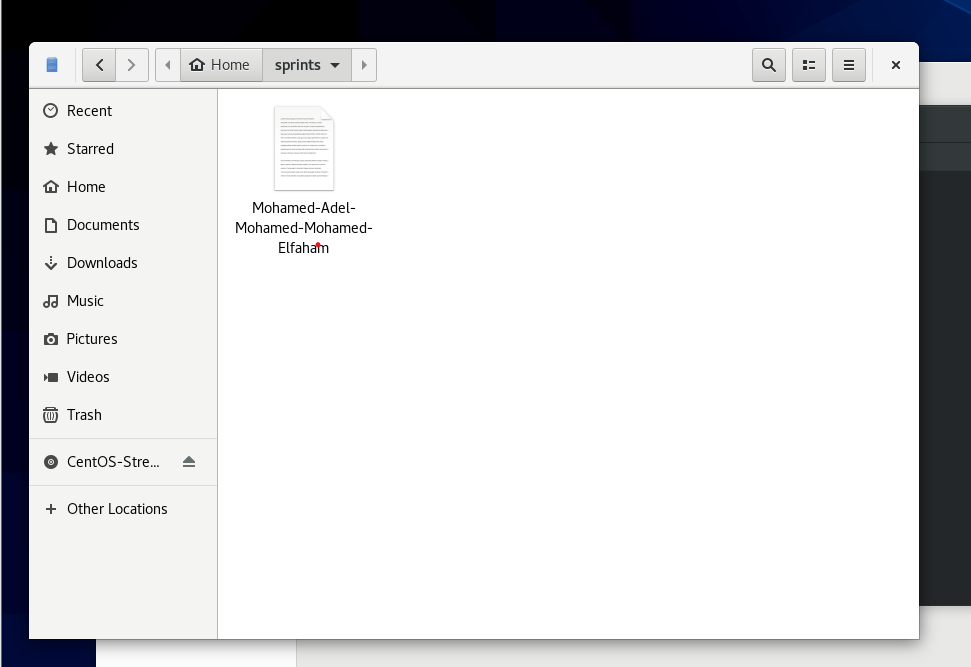 Home
sprints
Recent
Starred
Home
Documents
Downloads
Music
Pictures
Videos
Trash
CentOS-Stre...
Other Locations
Mohamed-Adel-
Mohamed-Mohamed-
Elfaham